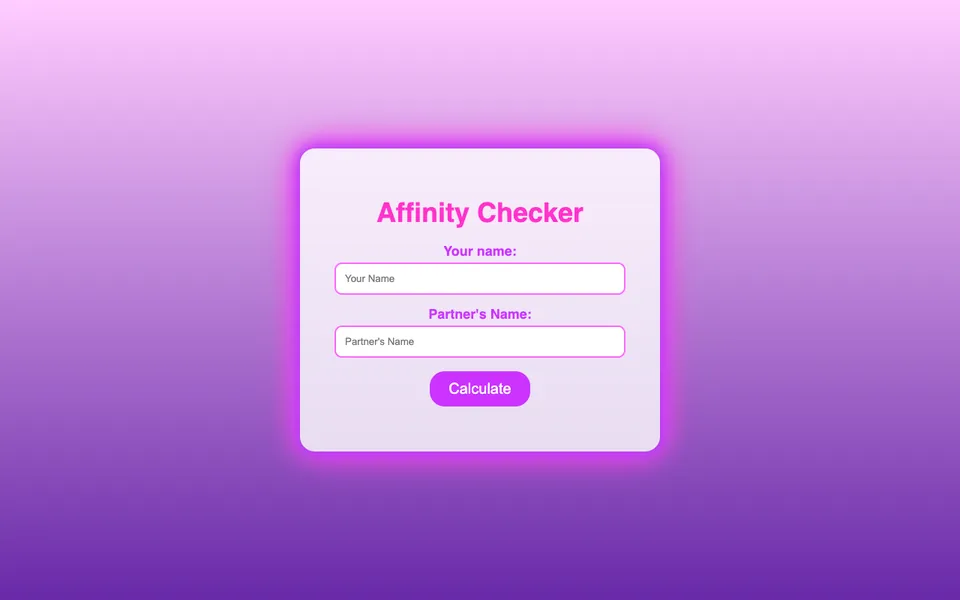 Affinity Checker
Your name:
Your Name
Partner's Name:
Partner's Name
Calculate